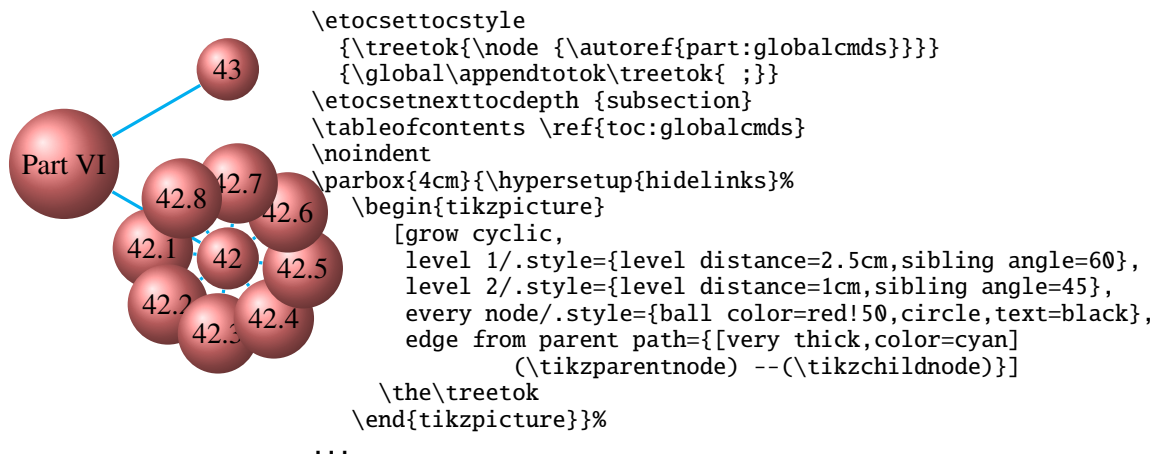 43
Part VI
42.8
42.7
42.6
42.1
42
42.5
42.2
42.3
42.4
\etocsettocstyle
  {\treetok{\node {\autoref{part:globalcmds}}}}
  {\global\appendtotok\treetok{ ;}}
\etocsetnexttocdepth {subsection}
\tableofcontents \ref{toc:globalcmds}
\noindent
\parbox{4cm}{\hypersetup{hidelinks}%
   \begin{tikzpicture}
      [grow cyclic,
       level 1/.style={level distance=2.5cm,sibling angle=60},
       level 2/.style={level distance=1cm,sibling angle=45},
       every node/.style={ball color=red!50,circle,text=black},
       edge from parent path={[very thick,color=cyan]
               (\tikzparentnode) --(\tikzchildnode)}]
     \the\treetok
   \end{tikzpicture}}%
...